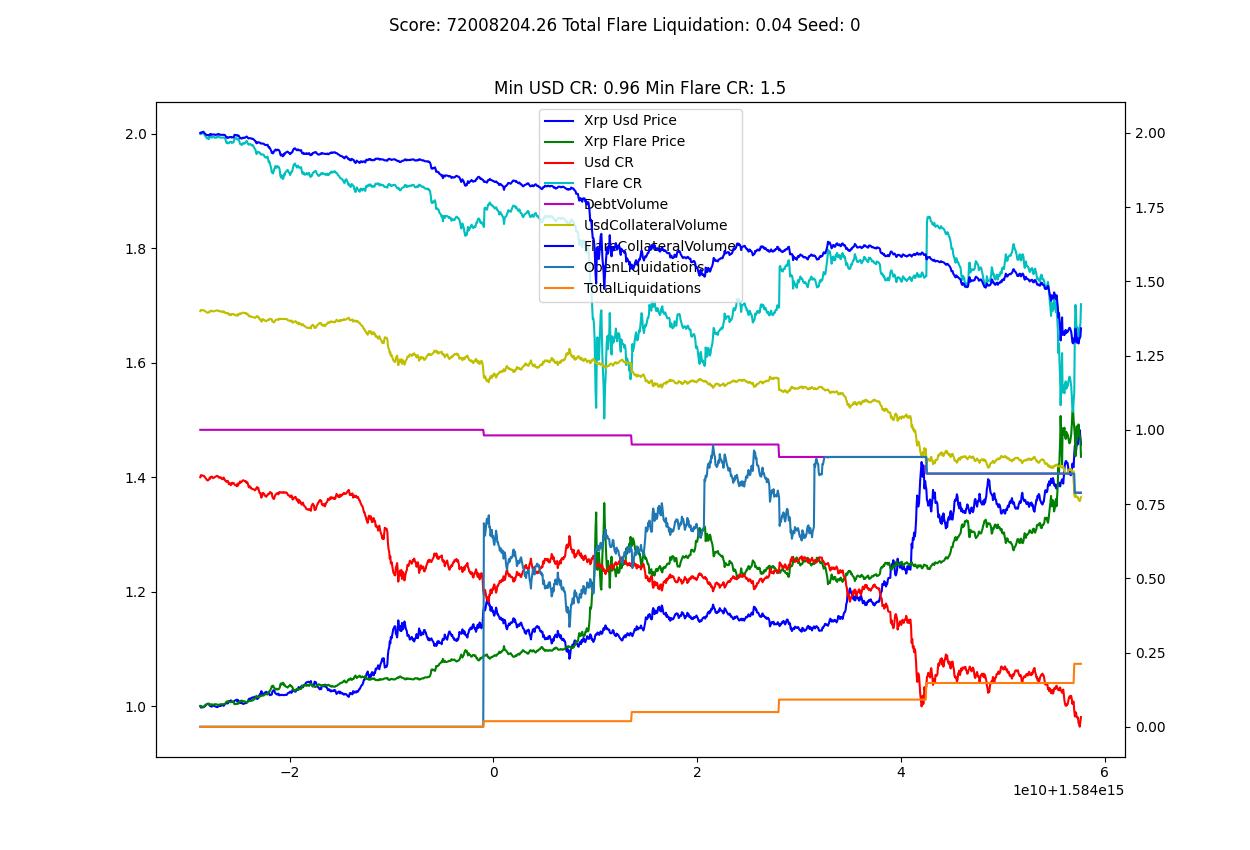 Score: 72008204.26 Total Flare Liquidation: 0.04 Seed: 0
Min USD CR: 0.96 Min Flare CR: 1.5
Xrp Usd Price
Xrp Flare Price
Usd CR
Flare CR
DebtVolume
UsdCollateralVolume
FlareCollateralVolume
OpenLiquidations
TotalLiquidations
2.0
1.8
1.6
1.4
1.2
1.0
2.00
1.75
1.50
1.25
1.00
0.75
0.50
0.25
0.00
−2
0
2
4
6
1e10+1.584e15